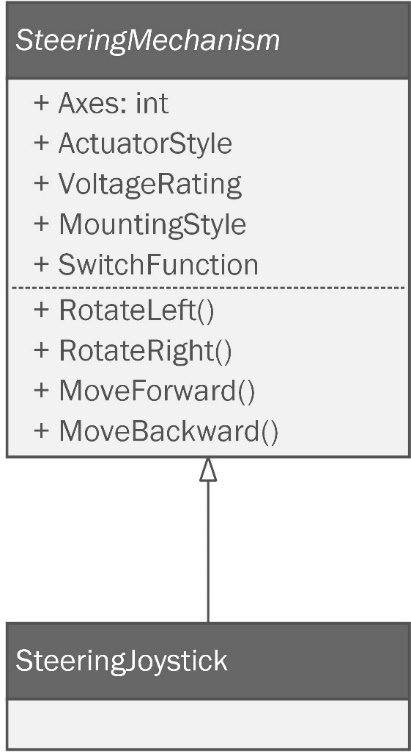 SteeringMechanism
+ Axes: int
+ ActuatorStyle
+ VoltageRating
+ MountingStyle
+ SwitchFunction
+ RotateLeft()
+ RotateRight()
+ MoveForward()
+ MoveBackward()
SteeringJoystick